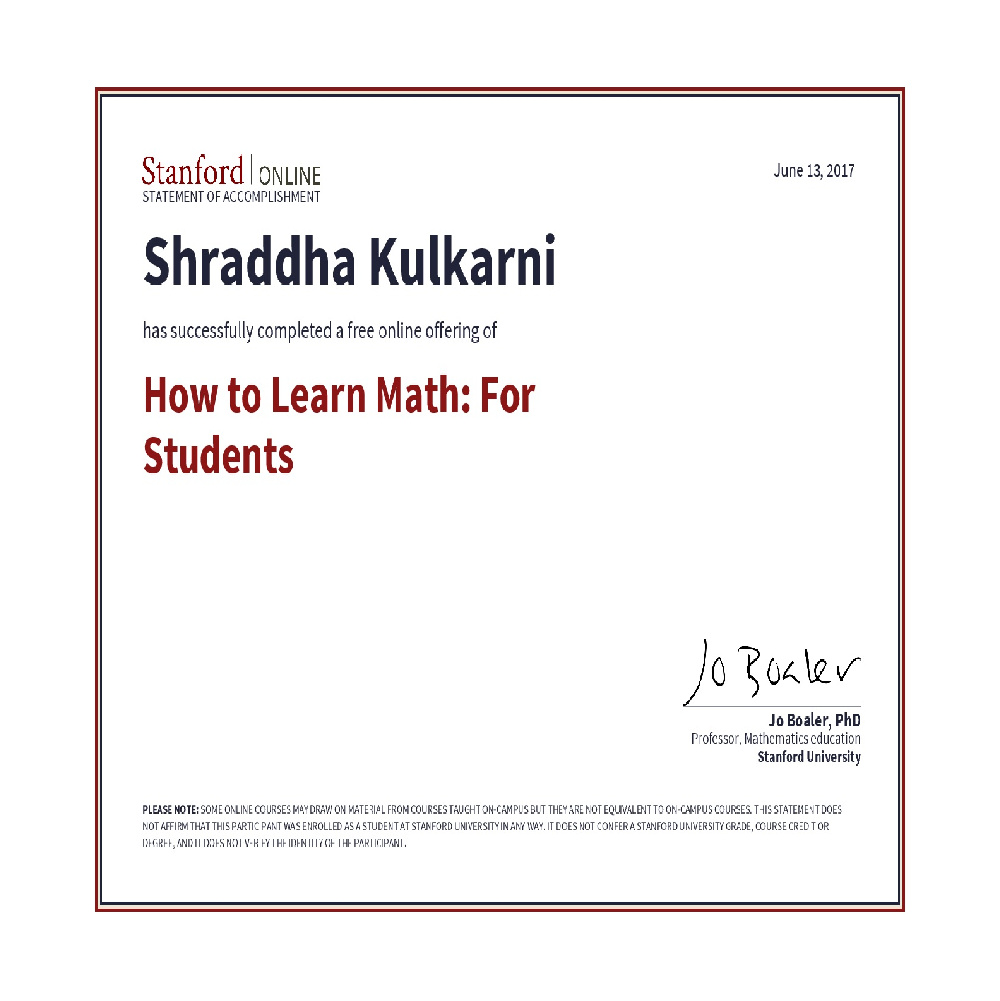 Stanford | ONLINE
June 13, 2017
STATEMENT OF ACCOMPLISHMENT
Shraddha Kulkarni
has successfully completed a free online offering of
How to Learn Math: For
Students
Jo Boaler
Jo Boaler, PhD
Professor, Mathematics education
Stanford University
PLEASE NOTE: SOME ONLINE COURSES MAY DRAW ON MATERIAL FROM COURSES TAUGHT ON-CAMPUS BUT THEY ARE NOT EQUIVALENT TO ON-CAMPUS COURSES. THIS STATEMENT DOES
NOT AFFIRM THAT THIS PARTICIPANT WAS ENROLLED AS A STUDENT AT STANFORD UNIVERSITY IN ANY WAY. IT DOES NOT CONFER A STANFORD UNIVERSITY GRADE, COURSE CREDIT OR
DEGREE, AND IT DOES NOT VERIFY THE IDENTITY OF THE PARTICIPANT.